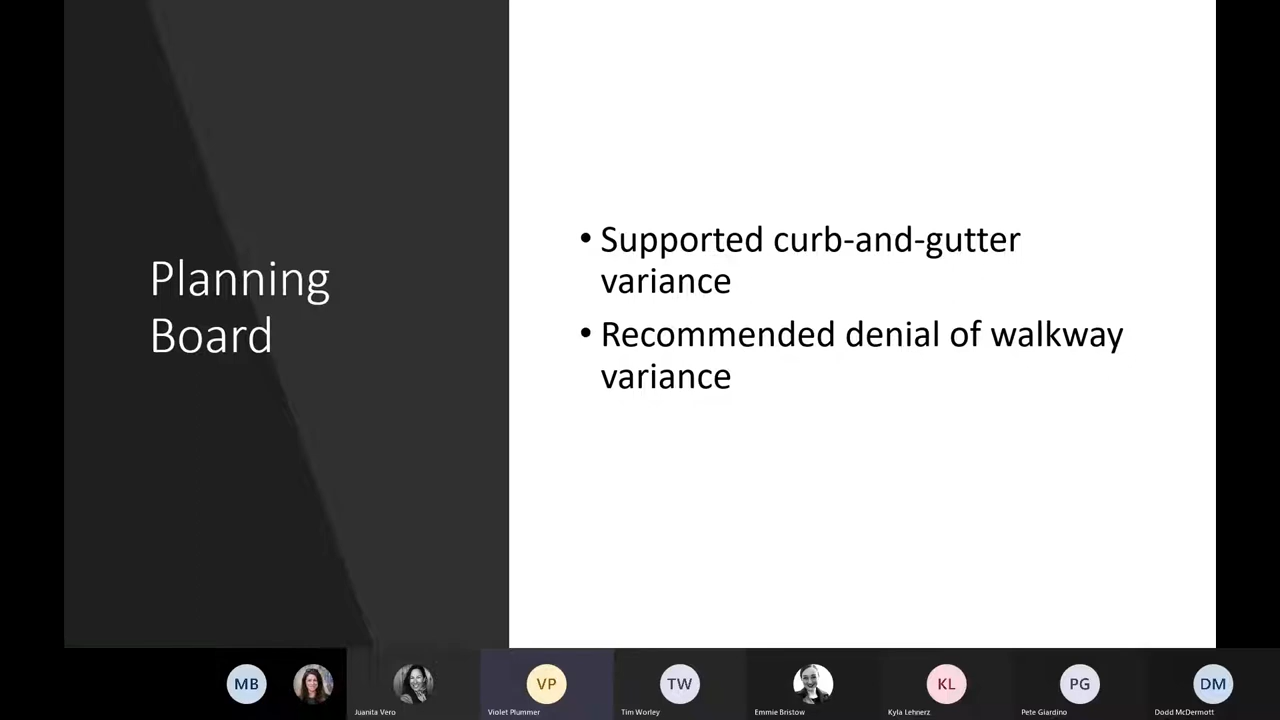 Planning
Board
• Supported curb-and-gutter
variance
• Recommended denial of walkway
variance
MB
VP
TW
KL
PG
DM
Juanita Vero
Violet Plummer
Tim Worley
Emmie Bristow
Kyla Lehnerz
Pete Giardino
Dodd McDermott